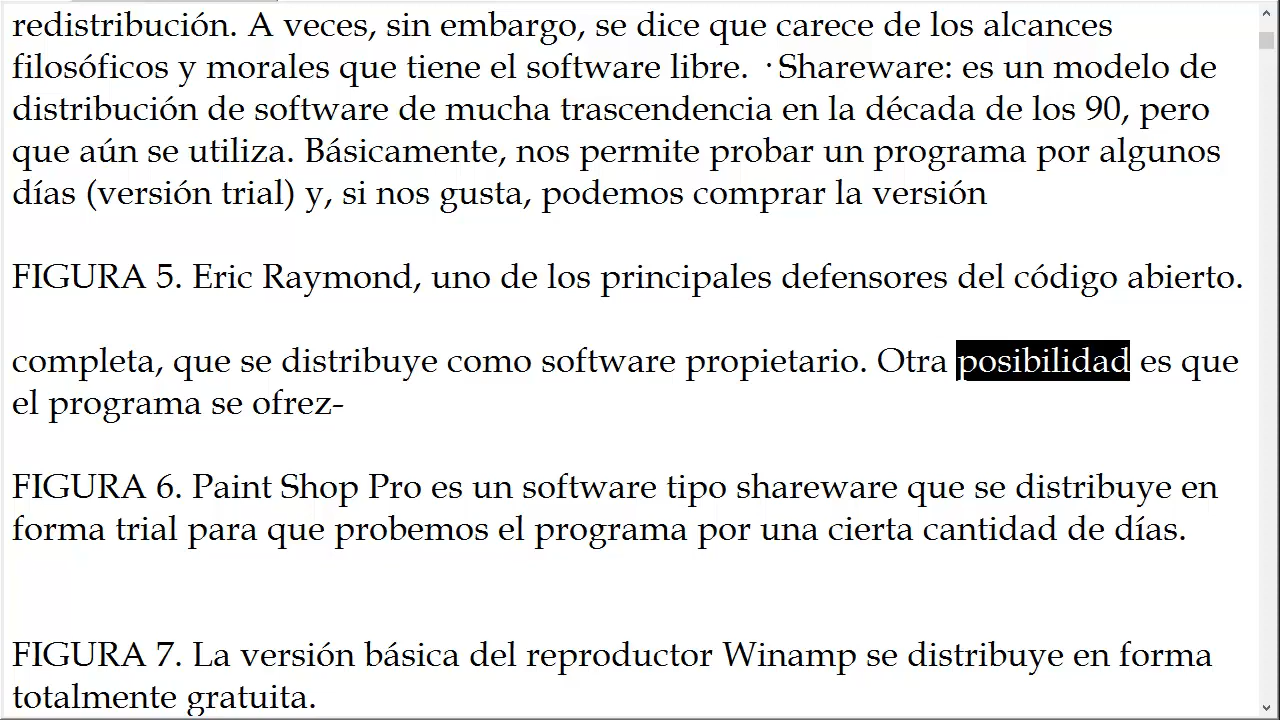 redistribución. A veces, sin embargo, se dice que carece de los alcances
filosóficos y morales que tiene el software libre. ·Shareware: es un modelo de
distribución de software de mucha trascendencia en la década de los 90, pero
que aún se utiliza. Básicamente, nos permite probar un programa por algunos
días (versión trial) y, si nos gusta, podemos comprar la versión
FIGURA 5. Eric Raymond, uno de los principales defensores del código abierto.
completa, que se distribuye como software propietario. Otra posibilidad es que
el programa se ofrez-
FIGURA 6. Paint Shop Pro es un software tipo shareware que se distribuye en
forma trial para que probemos el programa por una cierta cantidad de días.
FIGURA 7. La versión básica del reproductor Winamp se distribuye en forma
totalmente gratuita.